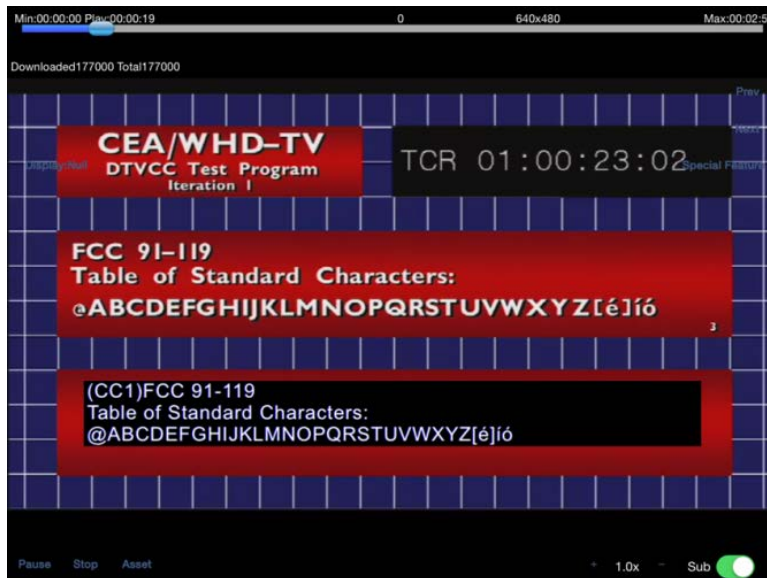 Min:00:00:00 Play:00:00:19 0 640x480 Max:00:02:5
Downloaded177000 Total177000
Prev
Next
Special Feature
Display:Null
CEA/WHD–TV
DTVCC Test Program
Iteration 1
TCR 01:00:23:02
FCC 91–119
Table of Standard Characters:
@ABCDEFGHIJKLMNOPQRSTUVWXYZ[é]íó
3
(CC1)FCC 91-119
Table of Standard Characters:
@ABCDEFGHIJKLMNOPQRSTUVWXYZ[é]íó
Pause Stop Asset + 1.0x - Sub